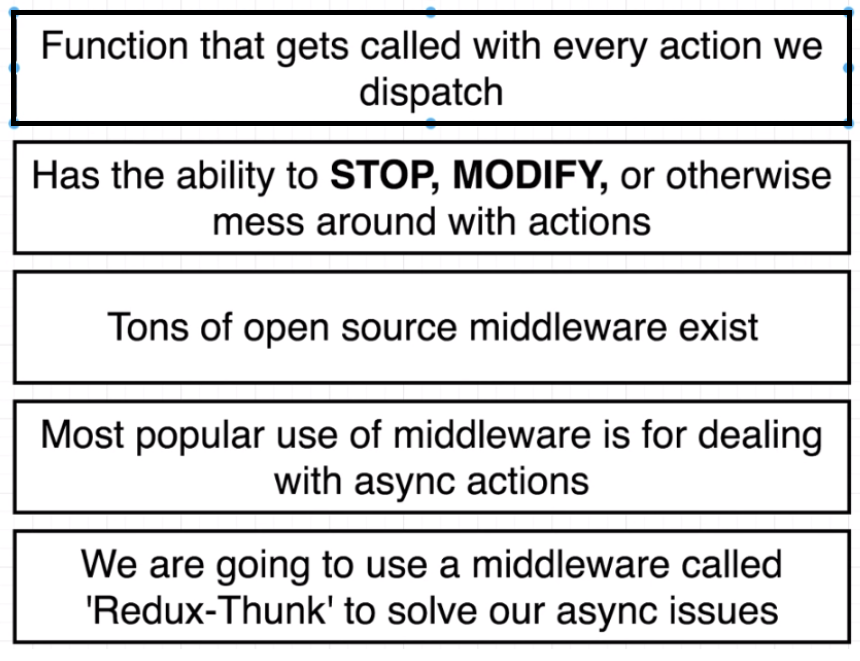 Function that gets called with every action we
dispatch
Has the ability to STOP, MODIFY, or otherwise
mess around with actions
Tons of open source middleware exist
Most popular use of middleware is for dealing
with async actions
We are going to use a middleware called
'Redux-Thunk' to solve our async issues